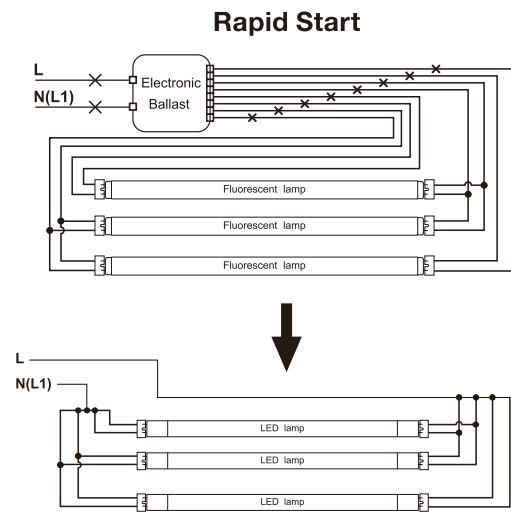 Rapid Start
L
N(L1)
Electronic
Ballast
Fluorescent lamp
Fluorescent lamp
Fluorescent lamp
L
N(L1)
LED lamp
LED lamp
LED lamp